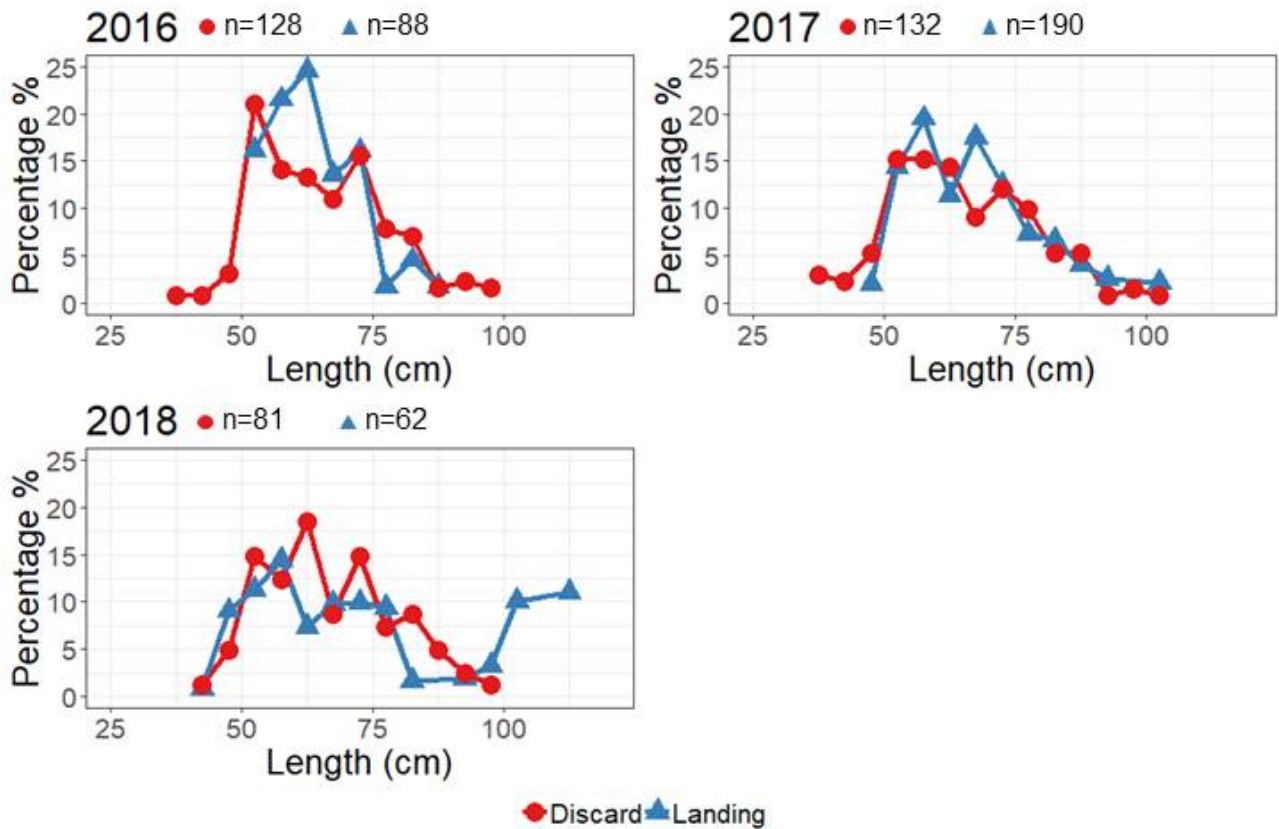 2016 n=128 n=88
Percentage %
25
20
15
10
5
0
25 50 75 100
Length (cm)
2017 n=132 n=190
Percentage %
25
20
15
10
5
0
25 50 75 100
Length (cm)
2018 n=81 n=62
Percentage %
25
20
15
10
5
0
25 50 75 100
Length (cm)
Discard Landing